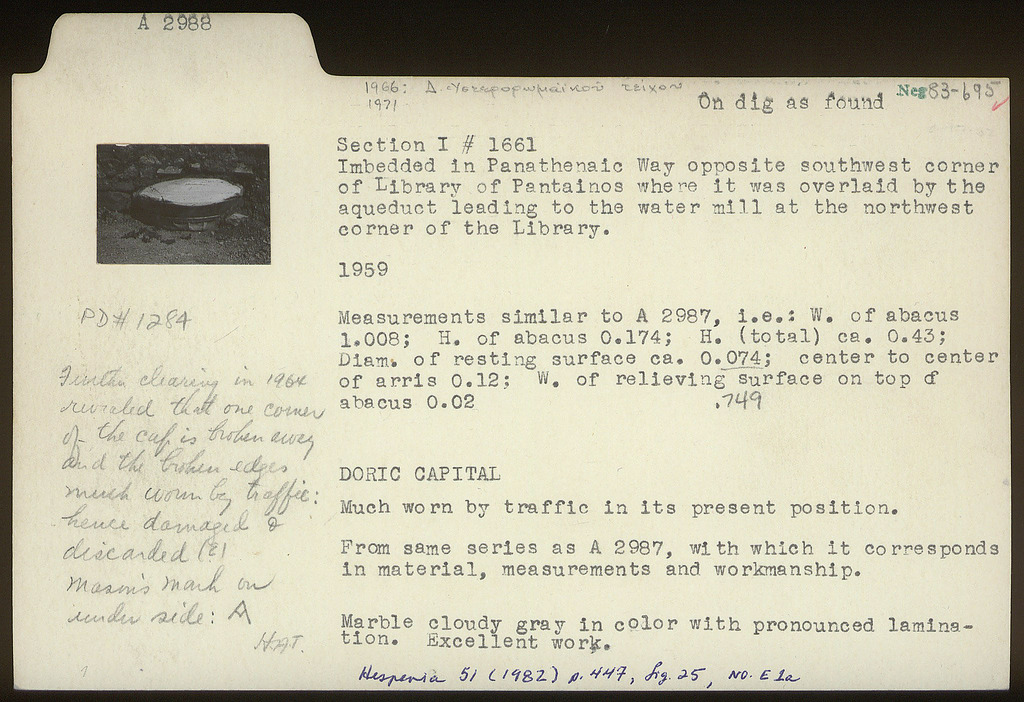 A 2988
1966: Δ. ὑστερορωμαϊκοῦ τείχου
1971
On dig as found
Neg 83-695
Section I # 1661
Imbedded in Panathenaic Way opposite southwest corner
of Library of Pantainos where it was overlaid by the
aqueduct leading to the water mill at the northwest
corner of the Library.
1959
Measurements similar to A 2987, i.e.: W. of abacus
1.008; H. of abacus 0.174; H. (total) ca. 0.43;
Diam. of resting surface ca. 0.074; center to center
of arris 0.12; W. of relieving surface on top of
abacus 0.02
.749
DORIC CAPITAL
Much worn by traffic in its present position.
From same series as A 2987, with which it corresponds
in material, measurements and workmanship.
Marble cloudy gray in color with pronounced lamina-
tion. Excellent work.
Hesperia 51 (1982) p. 447, fig. 25, NO. E 1a
PD# 1284
Further clearing in 1964
revealed that one corner
of the cap is broken away
and the broken edges
much worn by traffic:
hence damaged &
discarded (?)
Mason's mark on
under side: A
H.A.T.